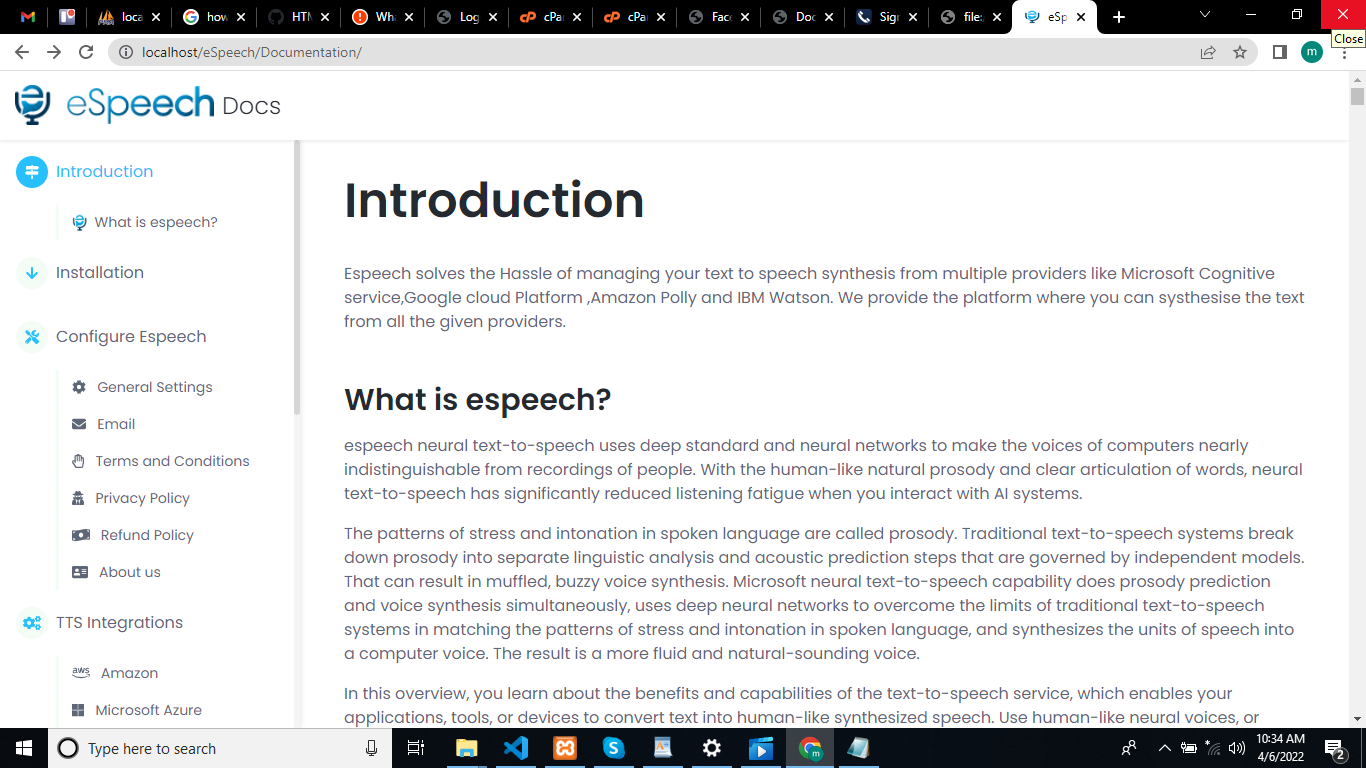 loca
how
HTM
Wha
Log
cPa
cPa
Face
Doc
Sign
file:
eSp
Close
localhost/eSpeech/Documentation/
m
eSpeech Docs
Introduction
What is espeech?
Installation
Configure Espeech
General Settings
Email
Terms and Conditions
Privacy Policy
Refund Policy
About us
TTS Integrations
aws Amazon
Microsoft Azure
Introduction
Espeech solves the Hassle of managing your text to speech synthesis from multiple providers like Microsoft Cognitive
service,Google cloud Platform ,Amazon Polly and IBM Watson. We provide the platform where you can systhesise the text
from all the given providers.
What is espeech?
espeech neural text-to-speech uses deep standard and neural networks to make the voices of computers nearly
indistinguishable from recordings of people. With the human-like natural prosody and clear articulation of words, neural
text-to-speech has significantly reduced listening fatigue when you interact with AI systems.
The patterns of stress and intonation in spoken language are called prosody. Traditional text-to-speech systems break
down prosody into separate linguistic analysis and acoustic prediction steps that are governed by independent models.
That can result in muffled, buzzy voice synthesis. Microsoft neural text-to-speech capability does prosody prediction
and voice synthesis simultaneously, uses deep neural networks to overcome the limits of traditional text-to-speech
systems in matching the patterns of stress and intonation in spoken language, and synthesizes the units of speech into
a computer voice. The result is a more fluid and natural-sounding voice.
In this overview, you learn about the benefits and capabilities of the text-to-speech service, which enables your
applications, tools, or devices to convert text into human-like synthesized speech. Use human-like neural voices, or
Type here to search
10:34 AM
4/6/2022
2